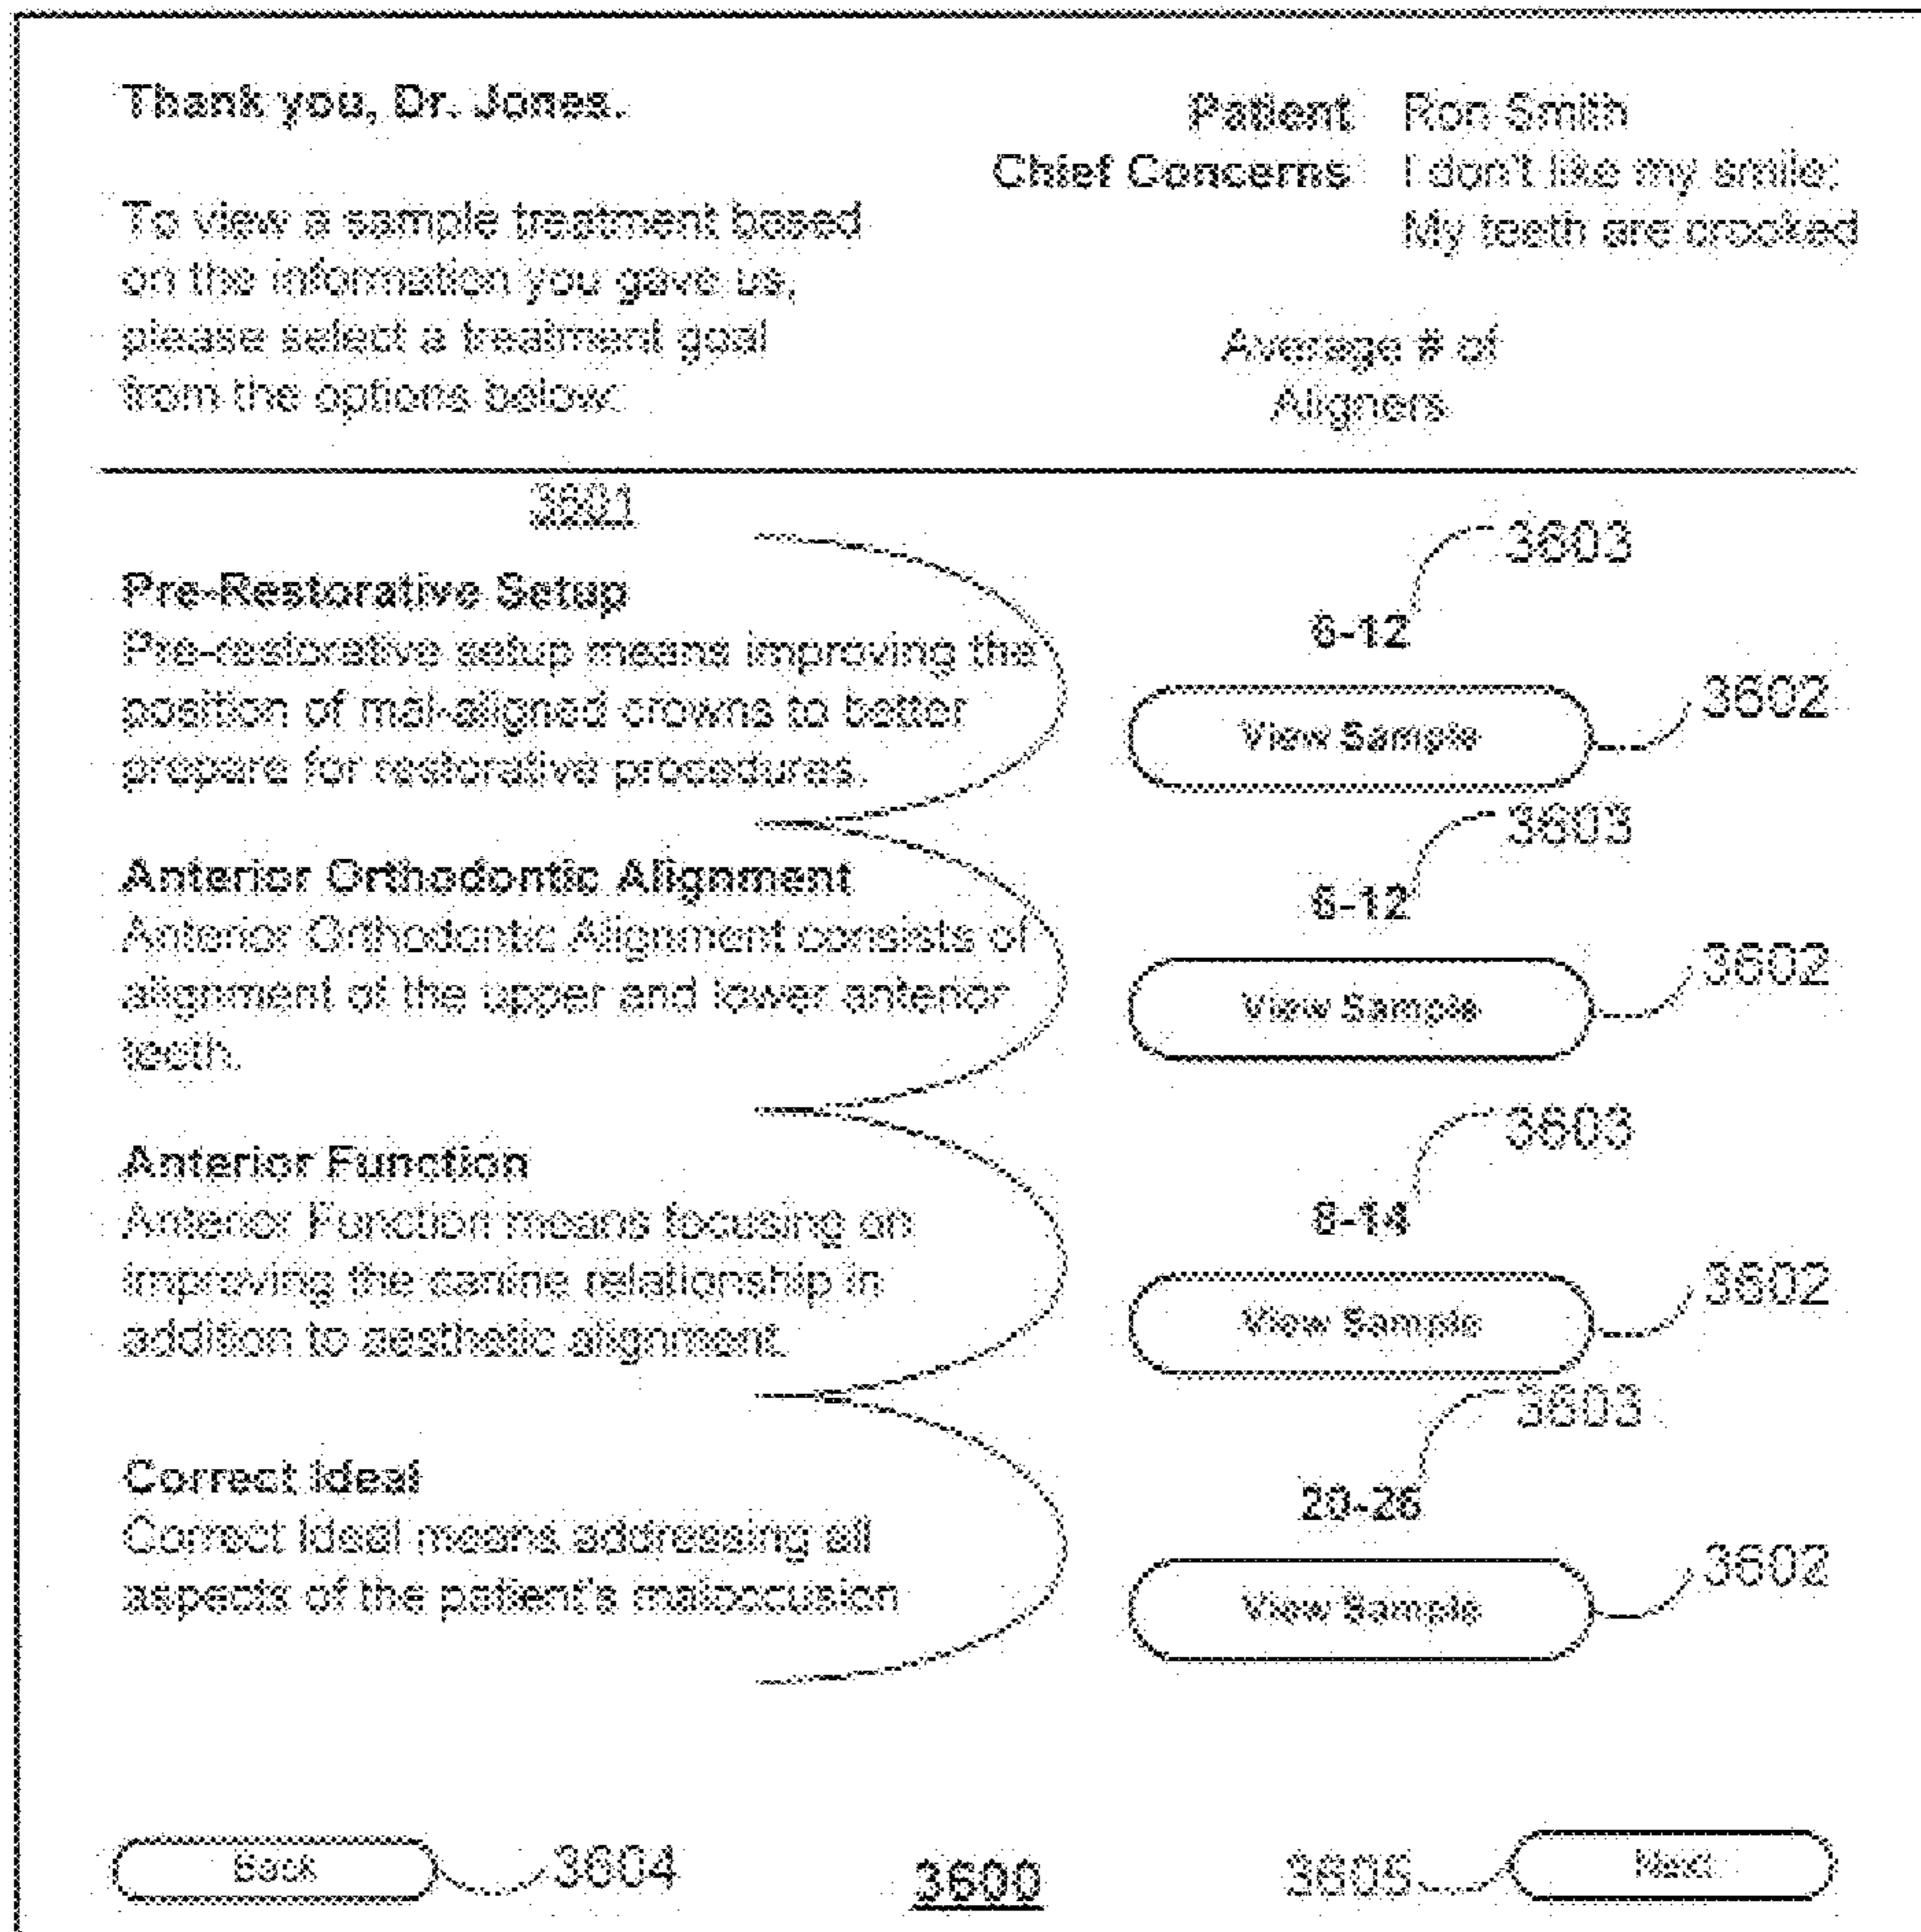 Thank you, Dr. Jones.
To view a sample treatment based
on the information you gave us,
please select a treatment goal
from the options below:
Patient Ron Smith
Chief Concerns I don't like my smile;
My teeth are crooked
Average # of
Aligners
3601
Pre-Restorative Setup
Pre-restorative setup means improving the
position of mal-aligned crowns to better
prepare for restorative procedures.
3603
6-12
View Sample 3602
Anterior Orthodontic Alignment
Anterior Orthodontic Alignment consists of
alignment of the upper and lower anterior
teeth.
3603
6-12
View Sample 3602
Anterior Function
Anterior Function means focusing on
improving the canine relationship in
addition to aesthetic alignment.
3603
-14
View Sample 3602
Correct Ideal
Correct Ideal means addressing all
aspects of the patient's maloccusion
3603
20-26
View Sample 3602
Back 3604
3600
3605 Next